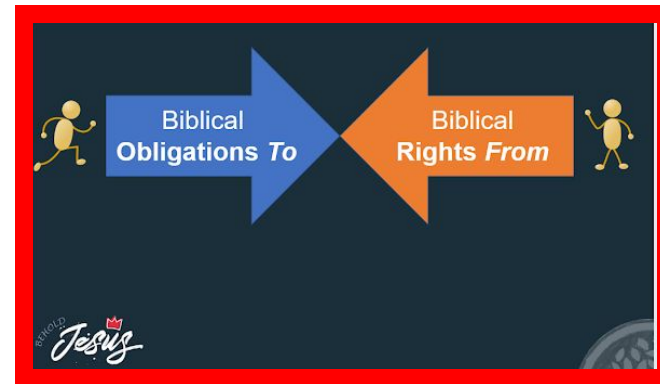 Biblical
Obligations To
Biblical
Rights From
BEHOLD
Jesus